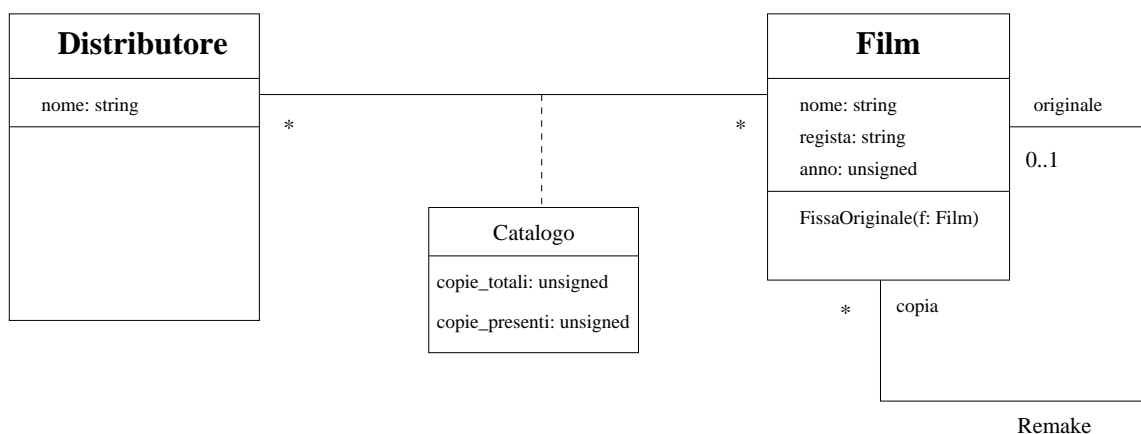 Distributore
nome: string
*
*
Film
nome: string
regista: string
anno: unsigned
FissaOriginale(f: Film)
originale
0..1
Catalogo
copie_totali: unsigned
copie_presenti: unsigned
*
copia
Remake